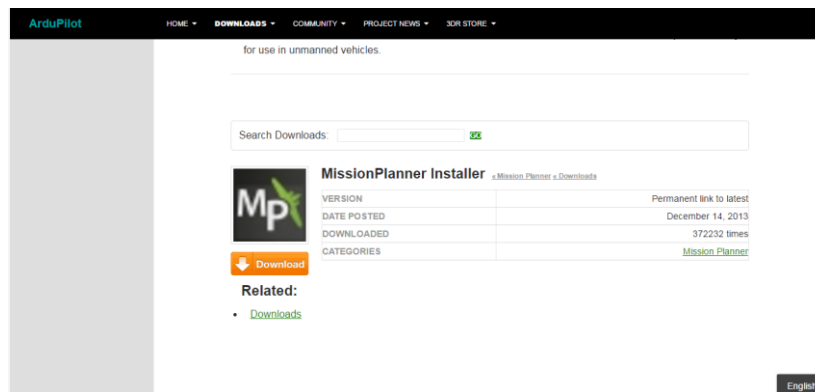 ArduPilot
HOME DOWNLOADS COMMUNITY PROJECT NEWS 3DR STORE
for use in unmanned vehicles.
Search Downloads: GO
MissionPlanner Installer « Mission Planner « Downloads
Mp
VERSION Permanent link to latest
DATE POSTED December 14, 2013
DOWNLOADED 372232 times
CATEGORIES Mission Planner
Download
Related:
• Downloads
English